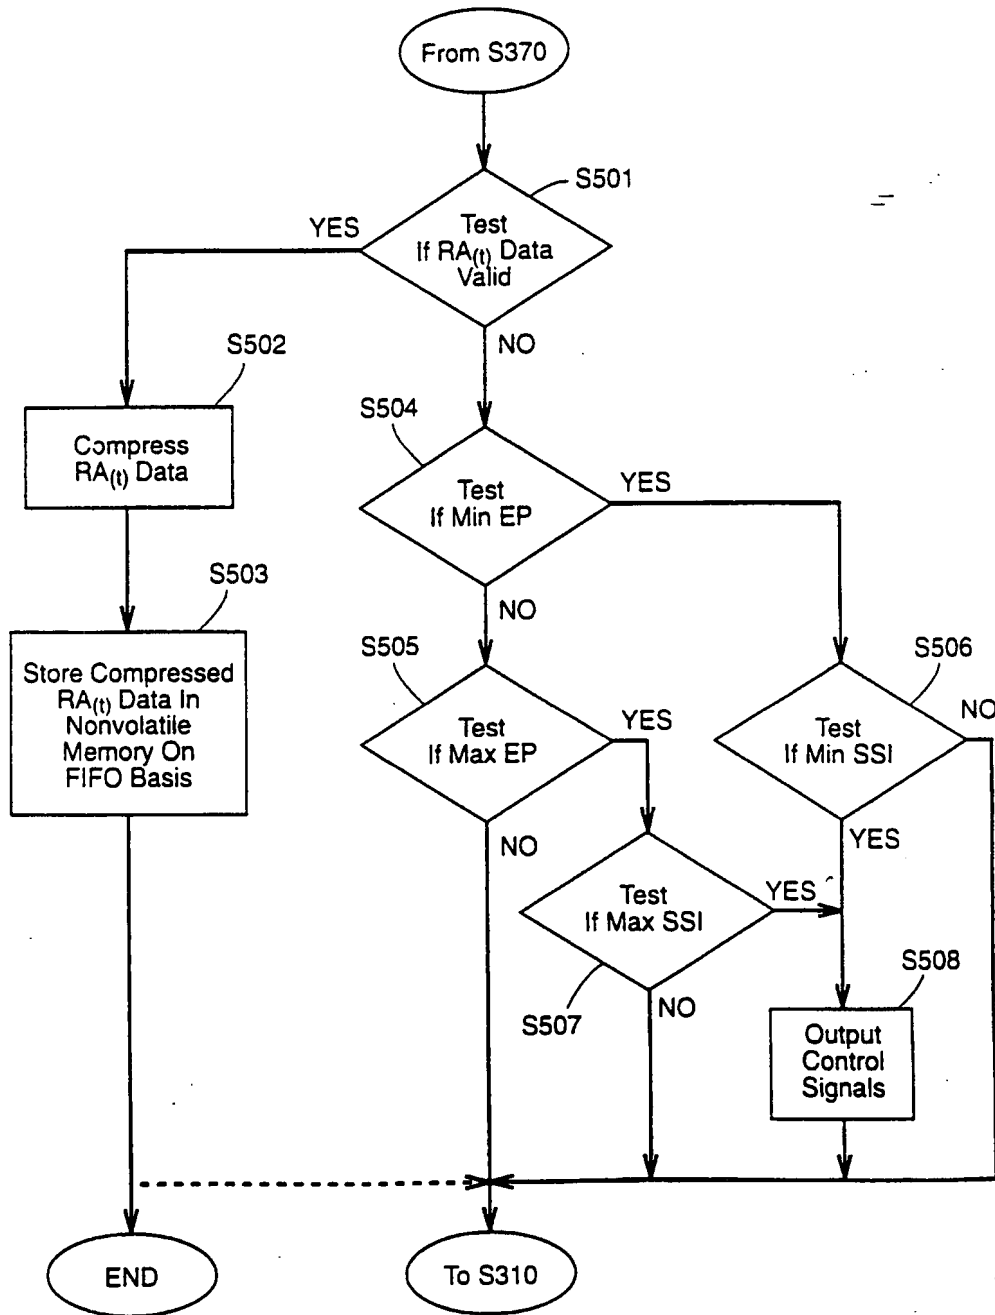 From S370
S501
YES
Test
If RA(t) Data
Valid
NO
S502
Compress
RA(t) Data
S504
Test
If Min EP
YES
S503
NO
Store Compressed
RA(t) Data In
Nonvolatile
Memory On
FIFO Basis
S505
Test
If Max EP
YES
S506
NO
Test
If Min SSI
NO
YES
Test
If Max SSI
YES
S507
NO
S508
Output
Control
Signals
END
To S310